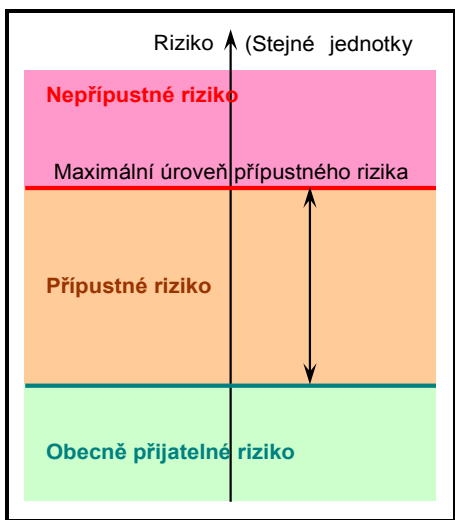 Riziko (Stejné jednotky
Nepřípustné riziko
Maximální úroveň přípustného rizika
Přípustné riziko
Obecně přijatelné riziko